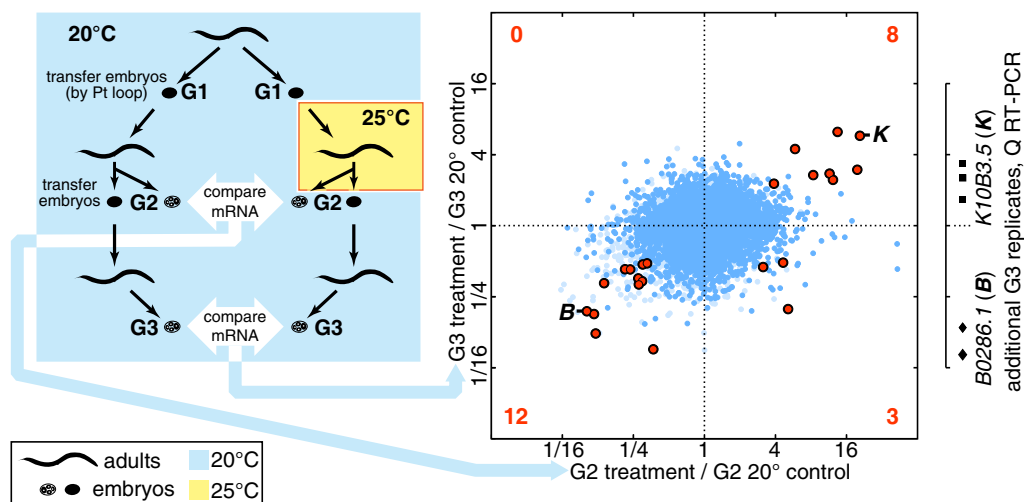 20°C
transfer embryos
(by Pt loop)
G1
G1
25°C
transfer
embryos
G2
compare
mRNA
G2
G3
compare
mRNA
G3
adults
embryos
20°C
25°C
0
8
12
3
K
B
G3 treatment / G3 20° control
16
4
1
1/4
1/16
1/16
1/4
1
4
16
G2 treatment / G2 20° control
B0286.1 (B)
K10B3.5 (K)
additional G3 replicates, Q RT-PCR